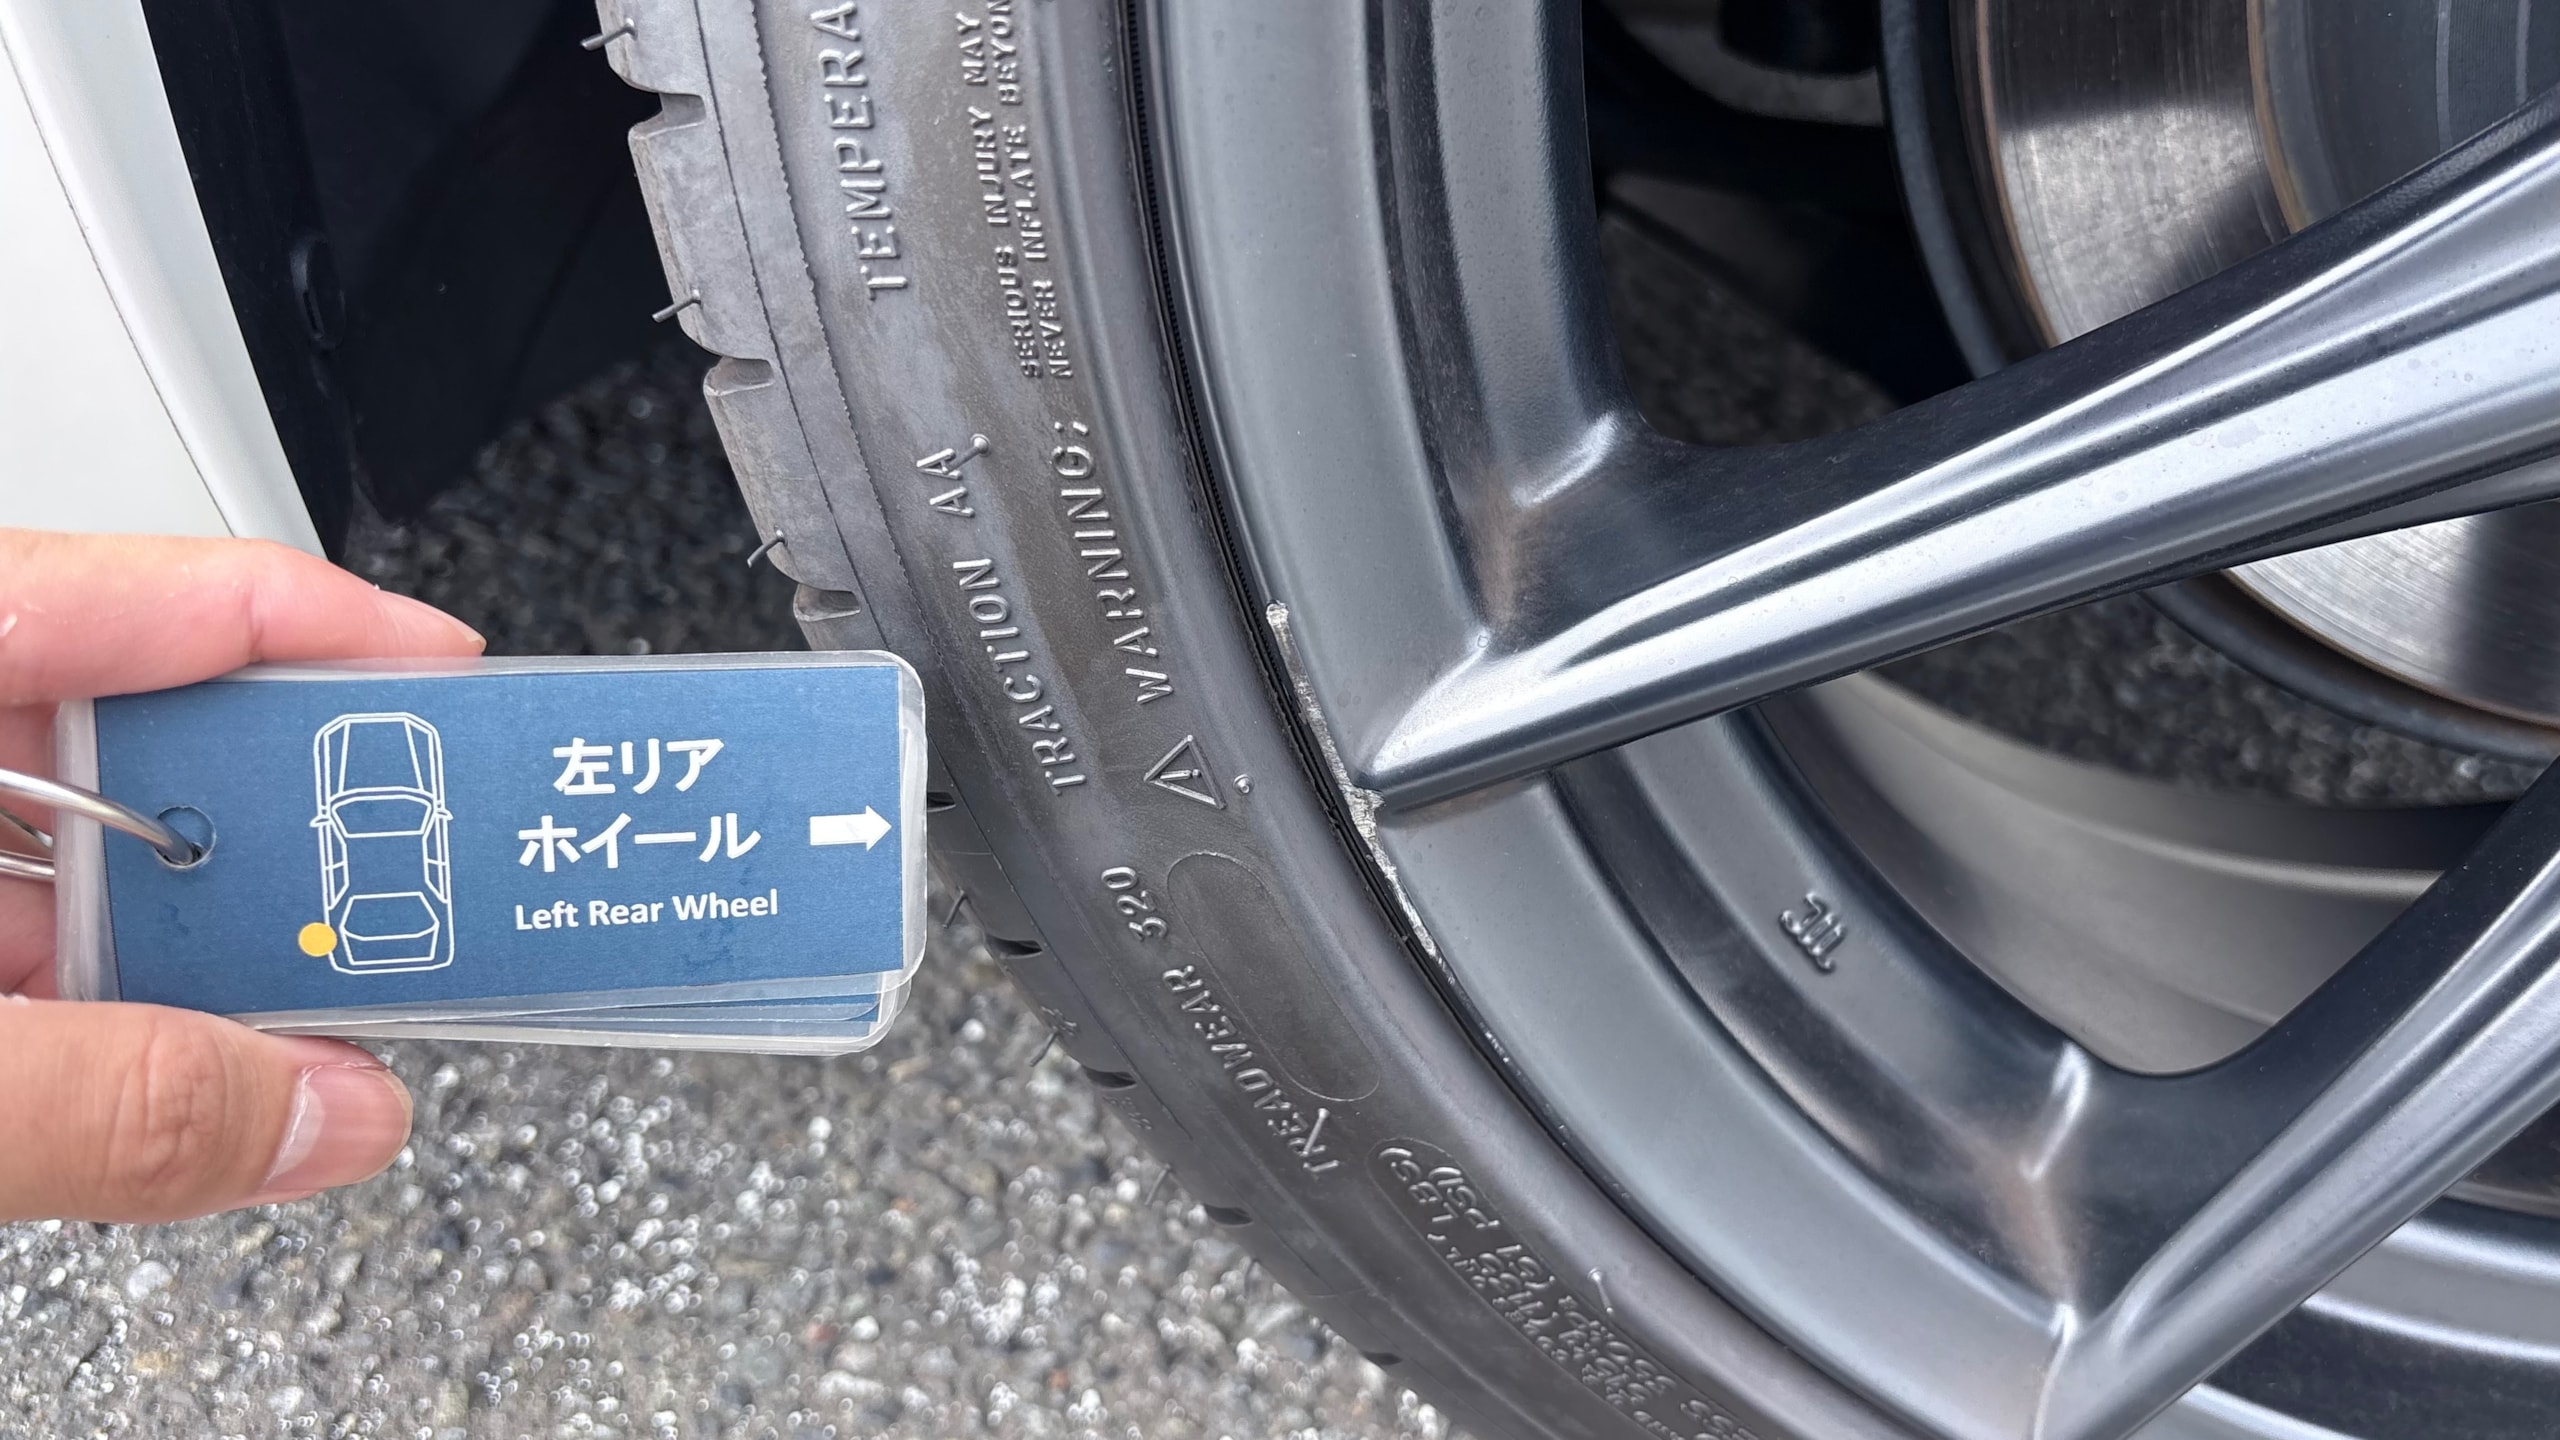 左リア
ホイール
Left Rear Wheel
TRACTION AA
TREADWEAR 320
WARNING:
SERIOUS INJURY MAY
NEVER INFLATE BEYON
TEMPERA